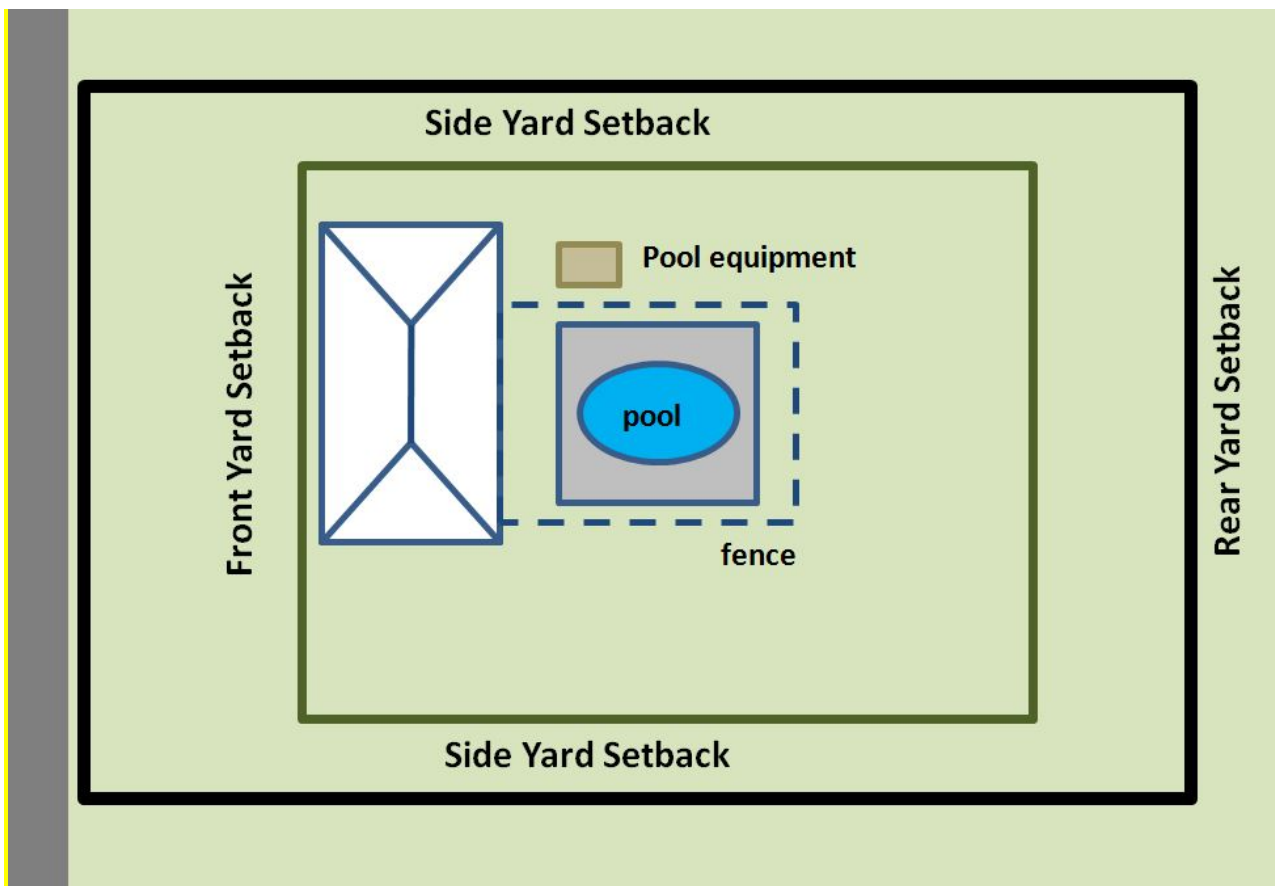 Side Yard Setback
Pool equipment
Front Yard Setback
pool
Rear Yard Setback
fence
Side Yard Setback